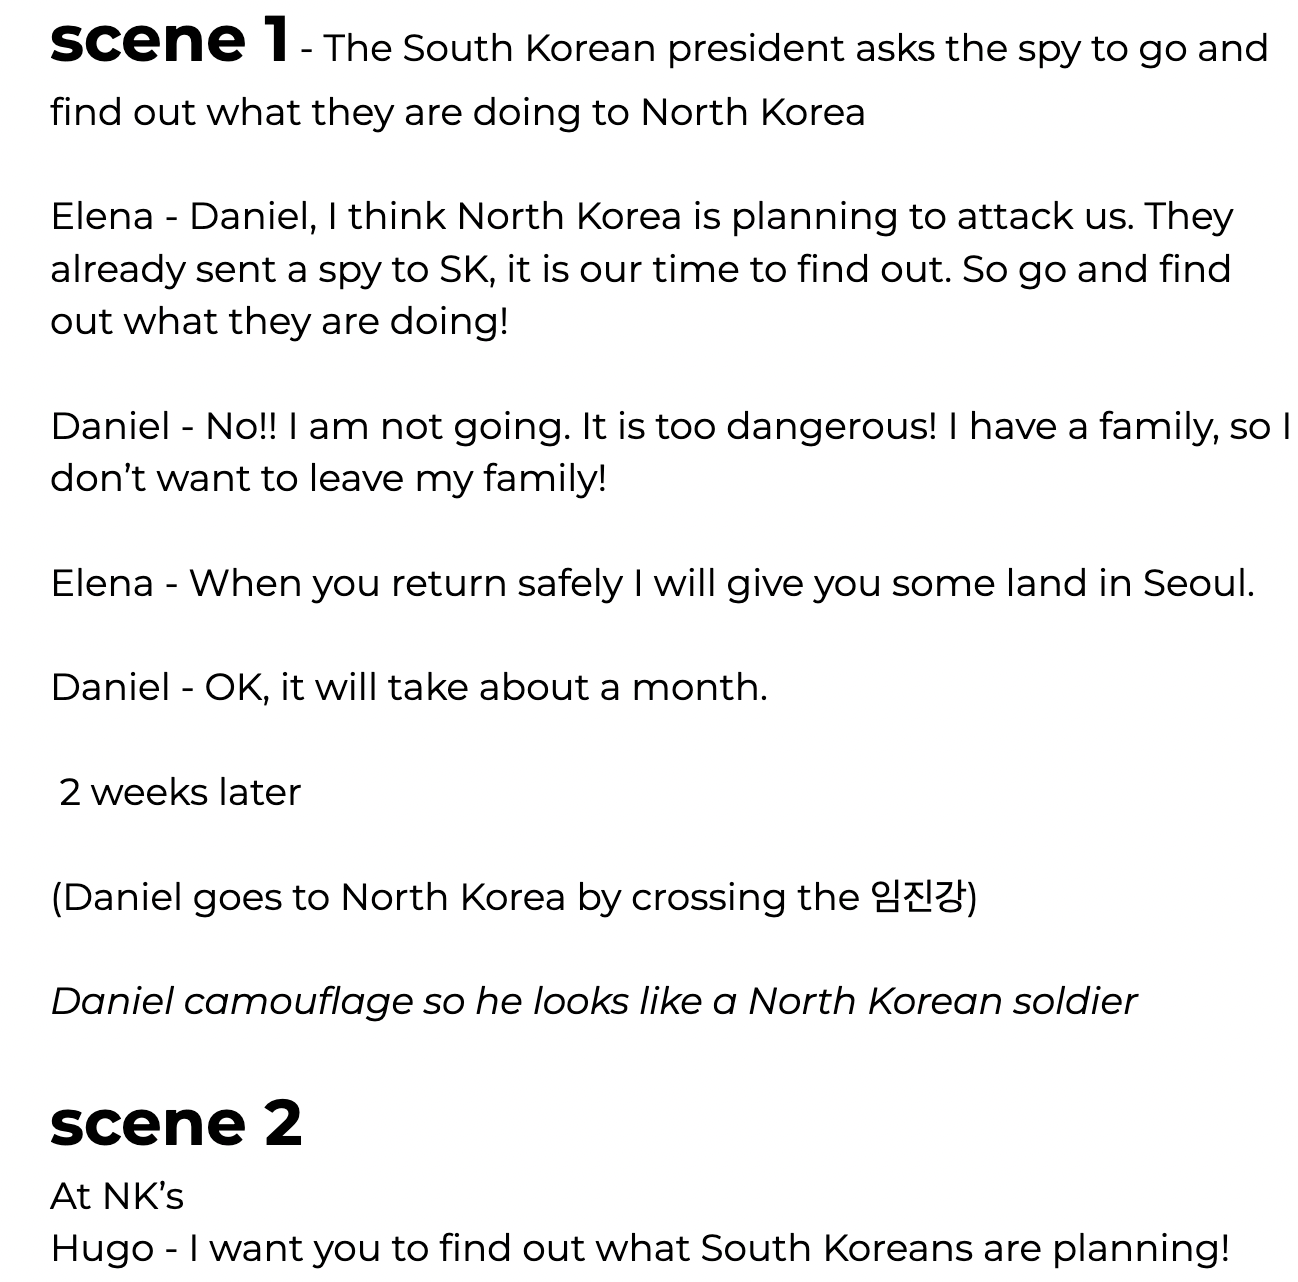 scene 1 - The South Korean president asks the spy to go and
find out what they are doing to North Korea
Elena - Daniel, I think North Korea is planning to attack us. They
already sent a spy to SK, it is our time to find out. So go and find
out what they are doing!
Daniel - No!! I am not going. It is too dangerous! I have a family, so I
don’t want to leave my family!
Elena - When you return safely I will give you some land in Seoul.
Daniel - OK, it will take about a month.
2 weeks later
(Daniel goes to North Korea by crossing the 임진강)
Daniel camouflage so he looks like a North Korean soldier
scene 2
At NK’s
Hugo - I want you to find out what South Koreans are planning!